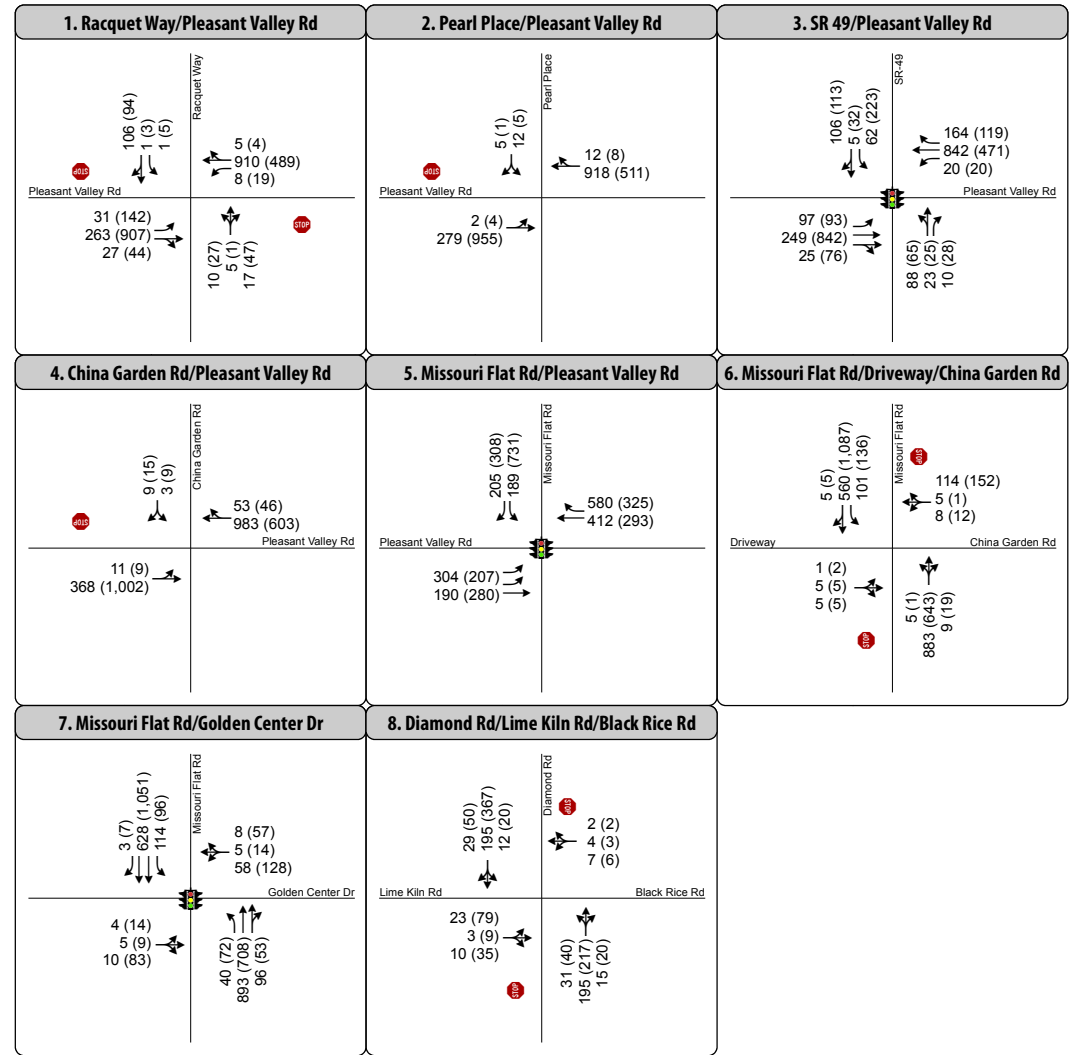 1. Racquet Way/Pleasant Valley Rd
106 (94)
1 (3)
1 (5)
Racquet Way
5 (4)
910 (489)
8 (19)
STOP
Pleasant Valley Rd
31 (142)
263 (907)
27 (44)
10 (27)
5 (1)
17 (47)
STOP
2. Pearl Place/Pleasant Valley Rd
5 (1)
12 (5)
Pearl Place
12 (8)
918 (511)
STOP
Pleasant Valley Rd
2 (4)
279 (955)
3. SR 49/Pleasant Valley Rd
106 (113)
5 (32)
62 (223)
SR-49
164 (119)
842 (471)
20 (20)
Pleasant Valley Rd
97 (93)
249 (842)
25 (76)
88 (65)
23 (25)
10 (28)
4. China Garden Rd/Pleasant Valley Rd
9 (15)
3 (9)
China Garden Rd
53 (46)
983 (603)
STOP
Pleasant Valley Rd
11 (9)
368 (1,002)
5. Missouri Flat Rd/Pleasant Valley Rd
205 (308)
189 (731)
Missouri Flat Rd
580 (325)
412 (293)
Pleasant Valley Rd
304 (207)
190 (280)
6. Missouri Flat Rd/Driveway/China Garden Rd
5 (5)
560 (1,087)
101 (136)
Missouri Flat Rd
STOP
114 (152)
5 (1)
8 (12)
Driveway
China Garden Rd
1 (2)
5 (5)
5 (5)
5 (1)
883 (643)
9 (19)
STOP
7. Missouri Flat Rd/Golden Center Dr
3 (7)
628 (1,051)
114 (96)
Missouri Flat Rd
8 (57)
5 (14)
58 (128)
Golden Center Dr
4 (14)
5 (9)
10 (83)
40 (72)
893 (708)
96 (53)
8. Diamond Rd/Lime Kiln Rd/Black Rice Rd
29 (50)
195 (367)
12 (20)
Diamond Rd
STOP
2 (2)
4 (3)
7 (6)
Lime Kiln Rd
Black Rice Rd
23 (79)
3 (9)
10 (35)
31 (40)
195 (217)
15 (20)
STOP